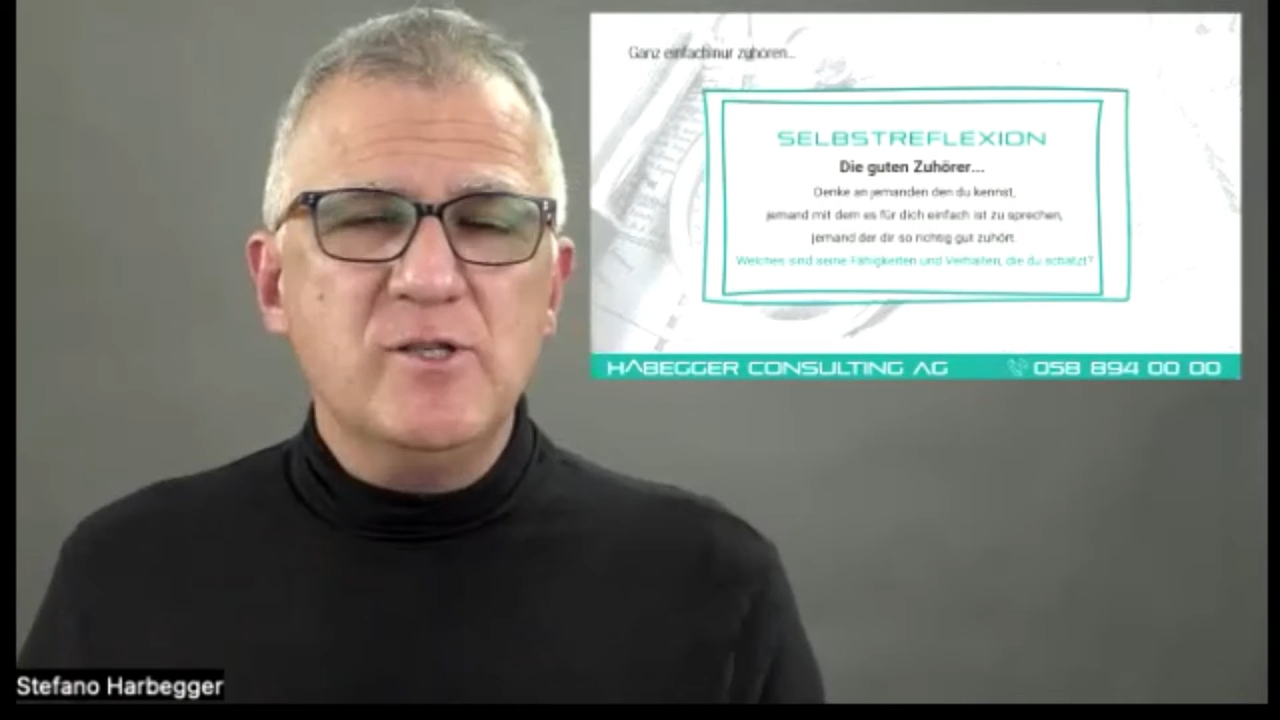 Ganz einfach nur zuhören...
SELBSTREFLEXION
Die guten Zuhörer...
Denke an jemanden den du kennst,
jemand mit dem es für dich einfach ist zu sprechen,
jemand der dir so richtig gut zuhört.
Welches sind seine Fähigkeiten und Verhalten, die du schätzt?
HABEGGER CONSULTING AG
058 894 00 00
Stefano Harbegger